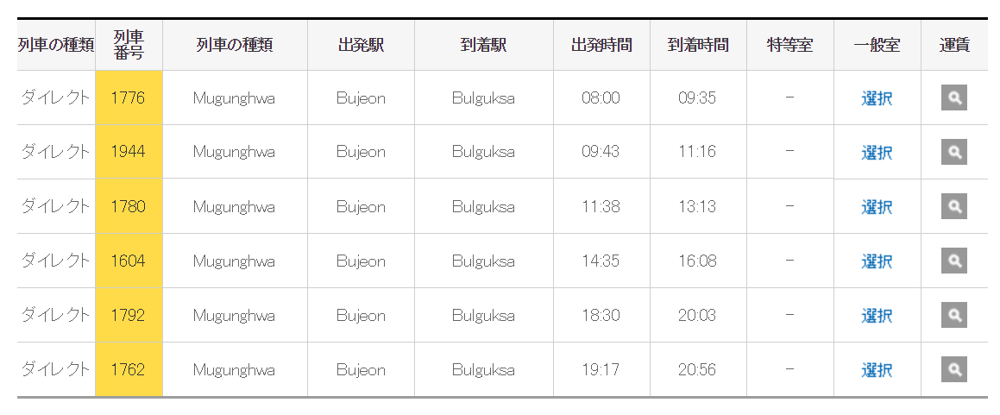 列車の種類 列車番号 列車の種類 出発駅 到着駅 出発時間 到着時間 特等室 一般室 運賃
ダイレクト 1776 Mugunghwa Bujeon Bulguksa 08:00 09:35 － 選択
ダイレクト 1944 Mugunghwa Bujeon Bulguksa 09:43 11:16 － 選択
ダイレクト 1780 Mugunghwa Bujeon Bulguksa 11:38 13:13 － 選択
ダイレクト 1604 Mugunghwa Bujeon Bulguksa 14:35 16:08 － 選択
ダイレクト 1792 Mugunghwa Bujeon Bulguksa 18:30 20:03 － 選択
ダイレクト 1762 Mugunghwa Bujeon Bulguksa 19:17 20:56 － 選択